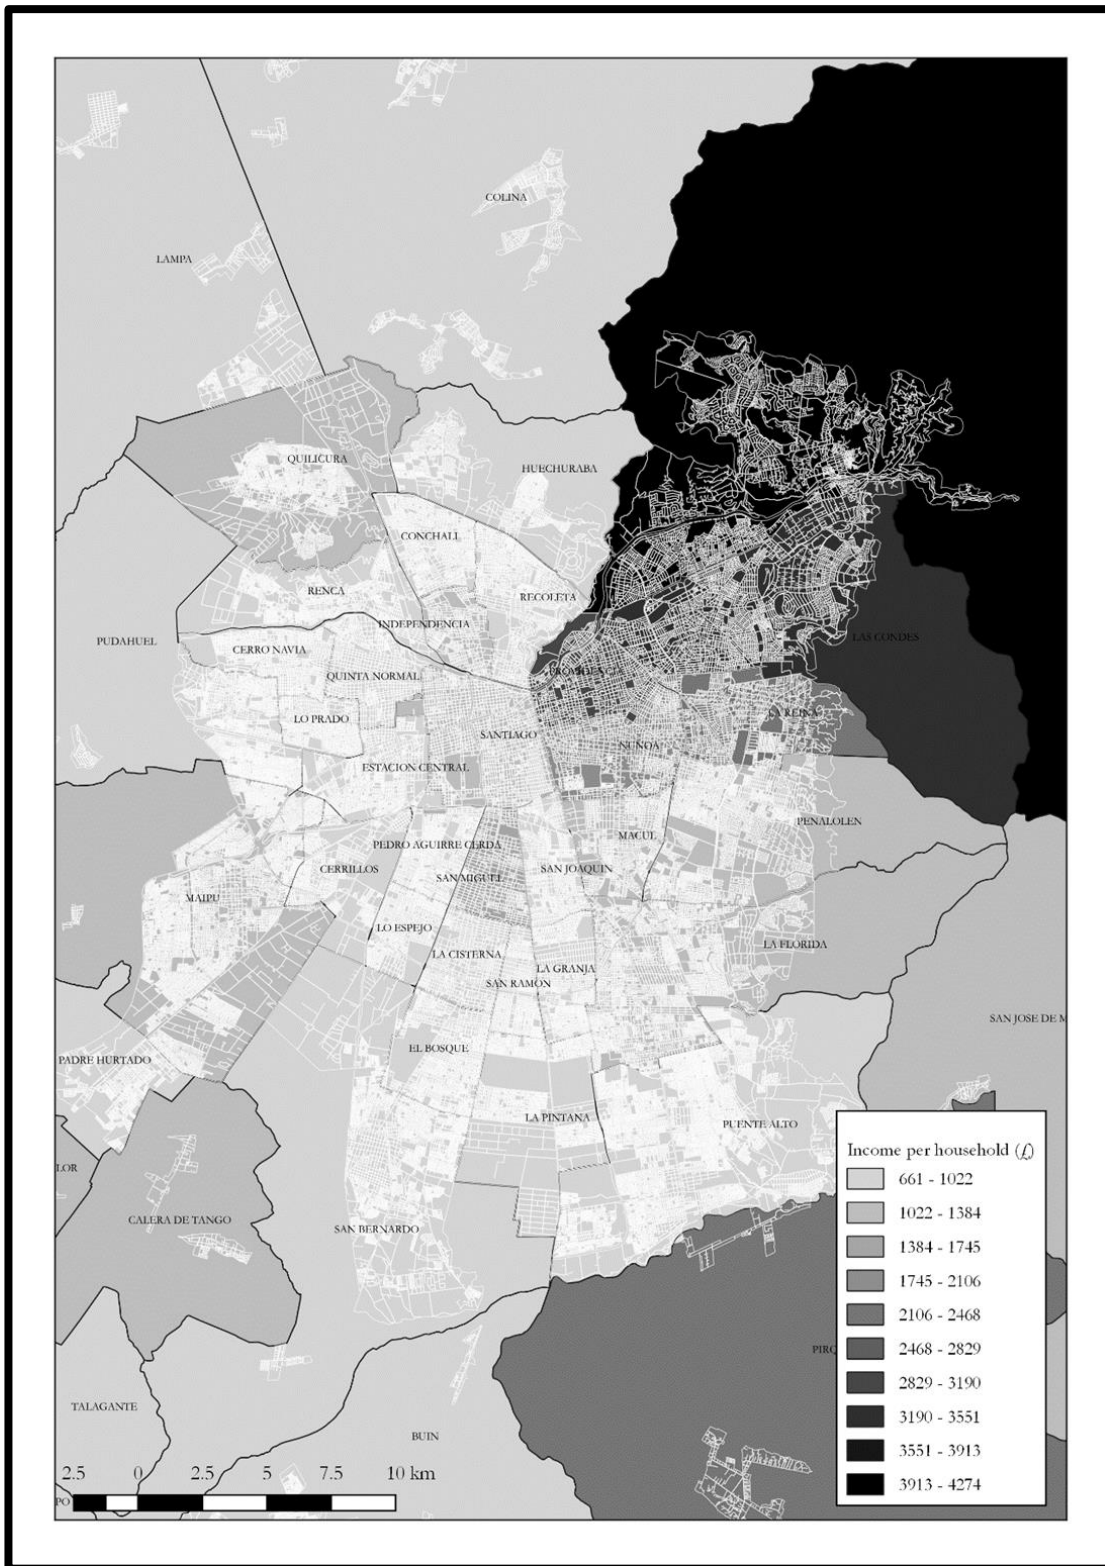 COLINA
LAMPA
QUILICURA
HUECHURABA
CONCHALI
RENCA
RECOLETA
INDEPENDENCIA
PUDAHUEL
CERRO NAVIA
LAS CONDES
QUINTA NORMAL
LO PRADO
LA REINA
SANTIAGO
NUNOA
ESTACION CENTRAL
PENALOLEN
MACUL
PEDRO AGUIRRE CERDA
CERRILLOS
SAN JOAQUIN
SAN MIGUEL
MAIPU
LO ESPEJO
LA FLORIDA
LA CISTERNA
LA GRANJA
SAN RAMON
SAN JOSE DE M
EL BOSQUE
PADRE HURTADO
LA PINTANA
PUENTE ALTO
LOR
CALERA DE TANGO
SAN BERNARDO
PIRQ
TALAGANTE
BUIN
PO
2.5 0 2.5 5 7.5 10 km
Income per household (£)
661 - 1022
1022 - 1384
1384 - 1745
1745 - 2106
2106 - 2468
2468 - 2829
2829 - 3190
3190 - 3551
3551 - 3913
3913 - 4274